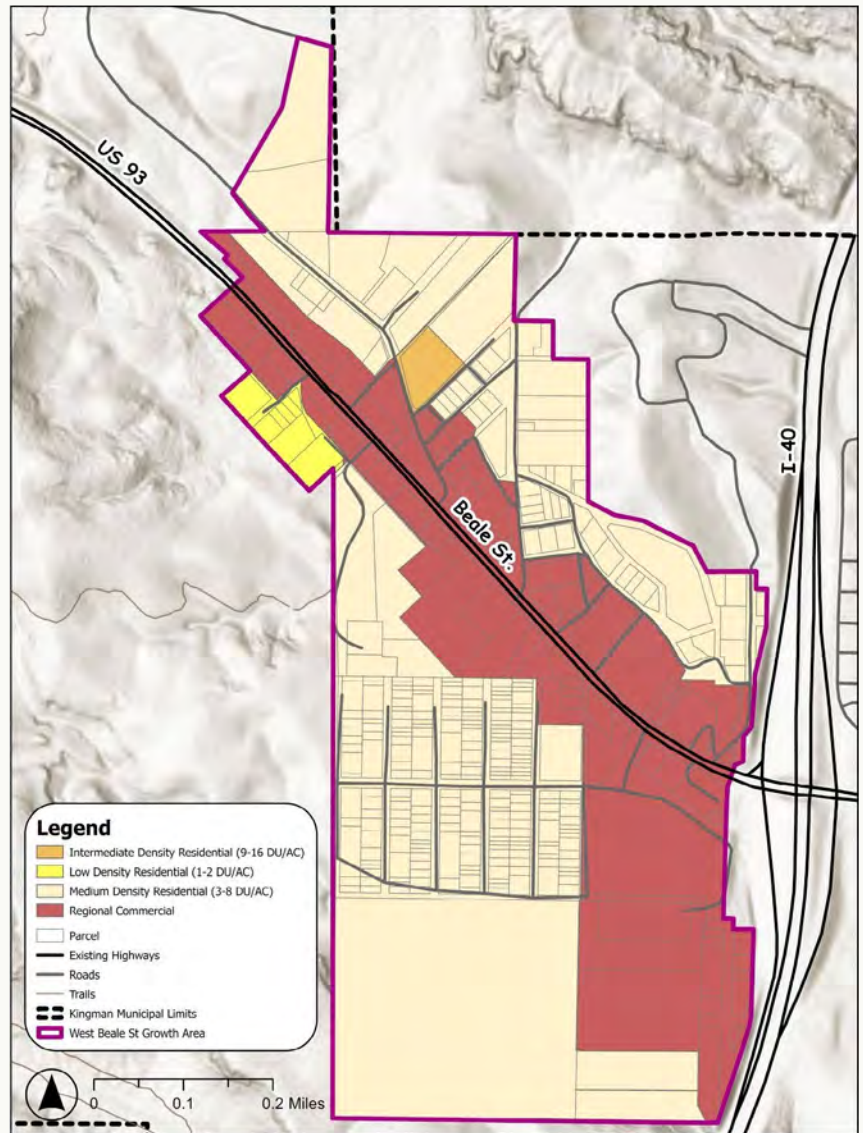 US 93
I-40
Beale St.
Legend
Intermediate Density Residential (9-16 DU/AC)
Low Density Residential (1-2 DU/AC)
Medium Density Residential (3-8 DU/AC)
Regional Commercial
Parcel
Existing Highways
Roads
Trails
Kingman Municipal Limits
West Beale St Growth Area
0 0.1 0.2 Miles